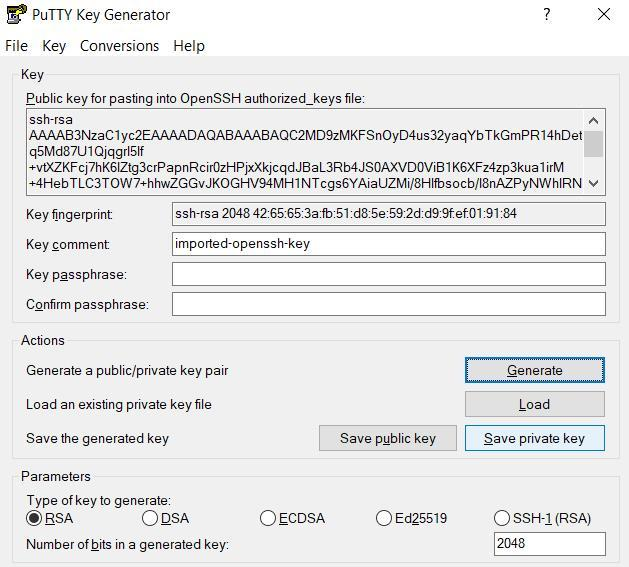 PuTTY Key Generator
File Key Conversions Help
Key
Public key for pasting into OpenSSH authorized_keys file:
ssh-rsa
AAAAB3NzaC1yc2EAAAADAQABAAABAQC2MD9zMKFSnOyD4us32yaqYbTkGmPR14hDet
q5Md87U1Qjqgrl5lf
+vtXZKFcj7hK6lZtg3crPapnRcir0zHPjxXkjcqdJBaL3Rb4JS0AXVD0ViB1K6XFz4zp3kua1irM
+4HebTLC3TOW7+hhwZGGvJKOGHV94MH1NTcgs6YAiaUZMi/8Hlfbsocb/I8nAZPyNWhIRN
Key fingerprint: ssh-rsa 2048 42:65:65:3a:fb:51:d8:5e:59:2d:d9:9f:ef:01:91:84
Key comment: imported-openssh-key
Key passphrase:
Confirm passphrase:
Actions
Generate a public/private key pair Generate
Load an existing private key file Load
Save the generated key Save public key Save private key
Parameters
Type of key to generate:
RSA DSA ECDSA Ed25519 SSH-1 (RSA)
Number of bits in a generated key: 2048